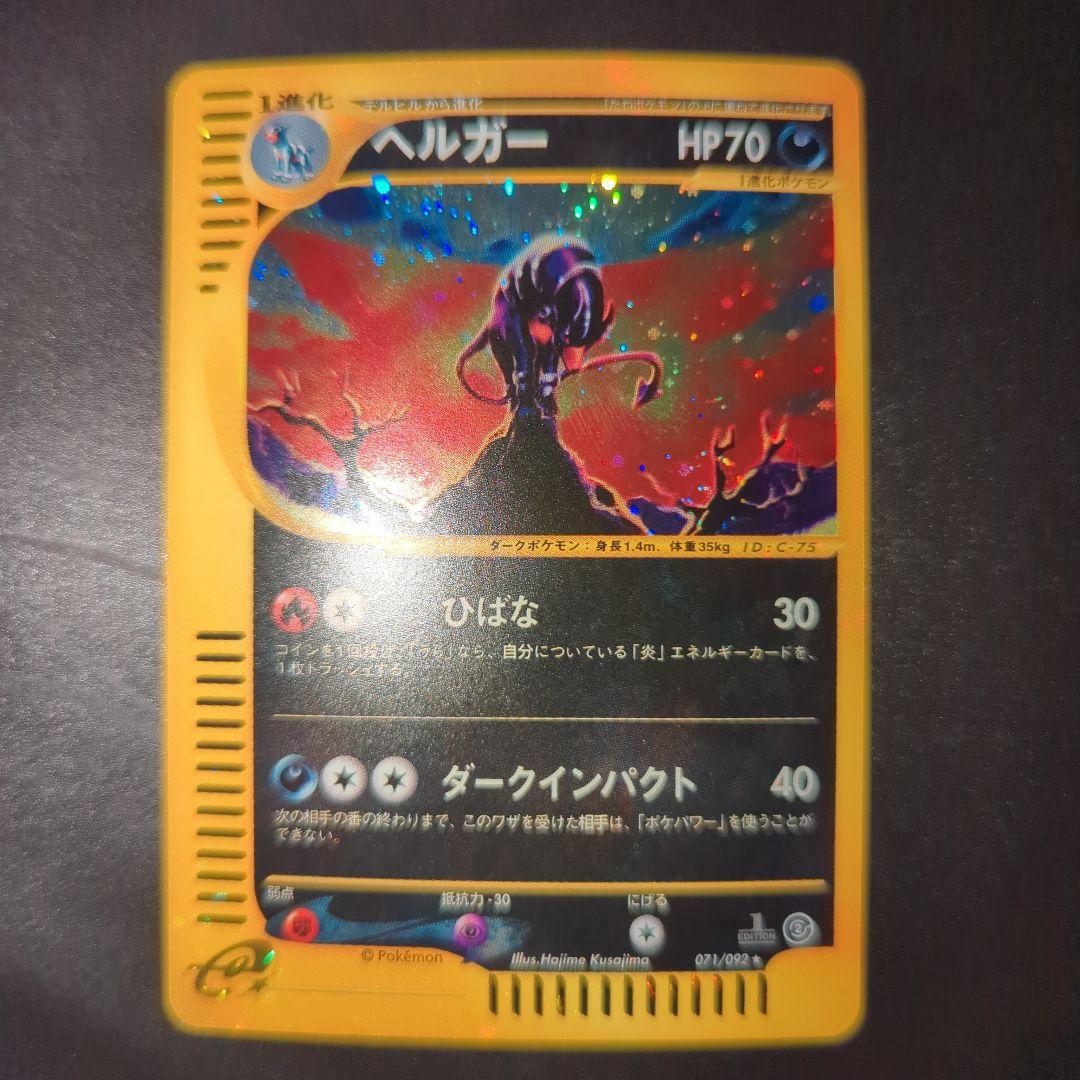 1進化
デルビルから進化
「たねポケモン」の上に重ねて進化させます
ヘルガー HP70
1進化ポケモン
ダークポケモン：身長1.4m、体重35kg ID:C-75
ひばな 30
コインを1回投げ、「うら」なら、自分についている「炎」エネルギーカードを、
1枚トラッシュする。
ダークインパクト 40
次の相手の番の終わりまで、このワザを受けた相手は、「ポケパワー」を使うことが
できない。
弱点 抵抗力-30 にげる
1 EDITION
©Pokémon Illus.Hajime Kusajima 071/092★